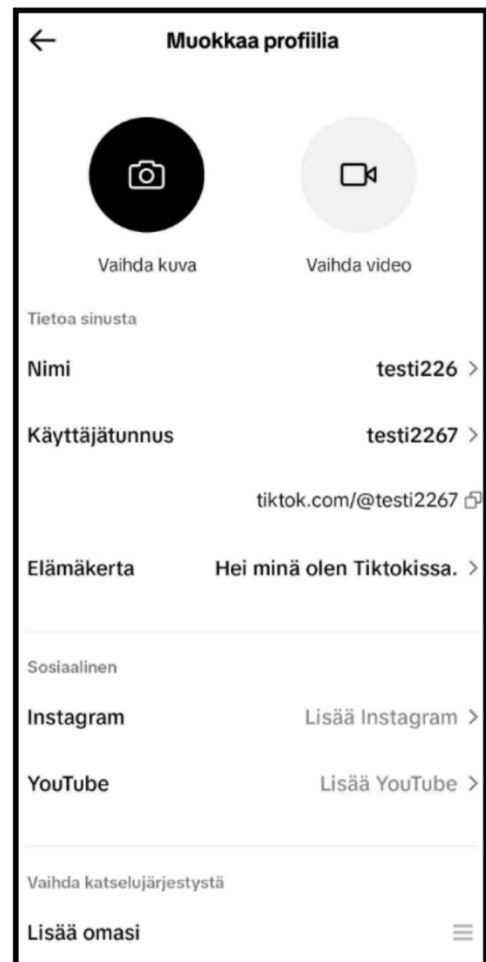 Muokkaa profiilia
Vaihda kuva Vaihda video
Tietoa sinusta
Nimi testi226
Käyttäjätunnus testi2267
tiktok.com/@testi2267
Elämäkerta Hei minä olen Tiktokissa.
Sosiaalinen
Instagram Lisää Instagram
YouTube Lisää YouTube
Vaihda katselujärjestystä
Lisää omasi